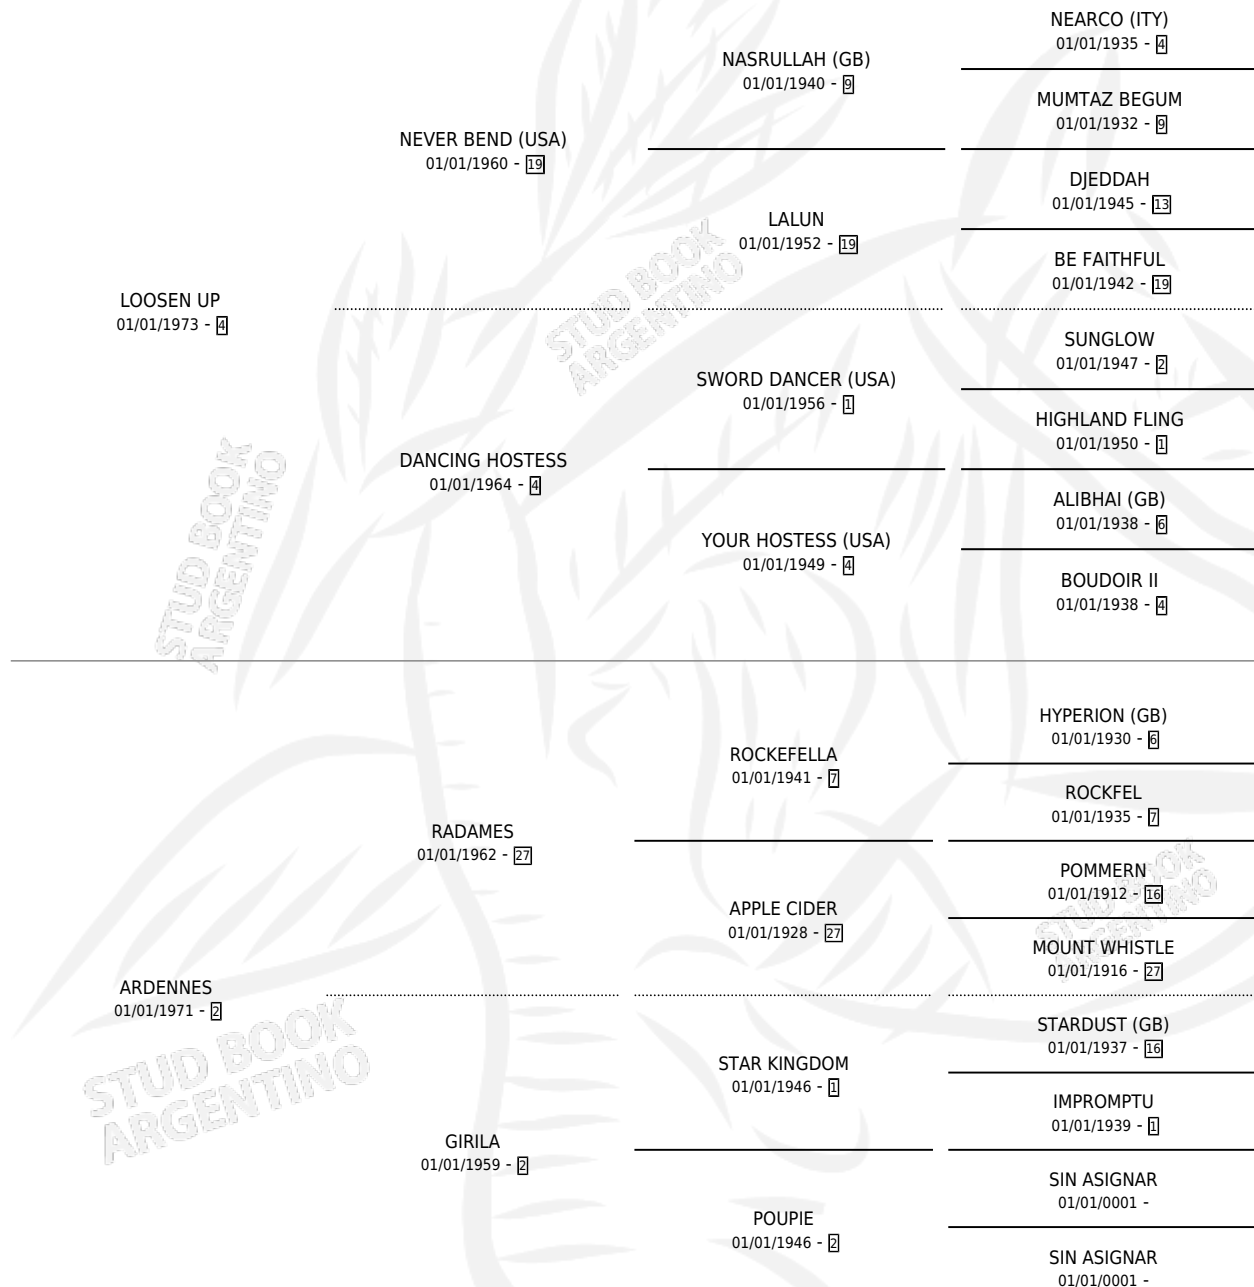 NEARCO (ITY)
01/01/1935 - 4
NASRULLAH (GB)
01/01/1940 - 9
MUMTAZ BEGUM
01/01/1932 - 9
NEVER BEND (USA)
01/01/1960 - 19
DJEDDAH
01/01/1945 - 13
LALUN
01/01/1952 - 19
BE FAITHFUL
01/01/1942 - 19
LOOSEN UP
01/01/1973 - 4
STUD BOOK
ARGENTINO
SUNGLOW
01/01/1947 - 2
SWORD DANCER (USA)
01/01/1956 - 1
HIGHLAND FLING
01/01/1950 - 1
DANCING HOSTESS
01/01/1964 - 4
ALIBHAI (GB)
01/01/1938 - 6
YOUR HOSTESS (USA)
01/01/1949 - 4
BOUDOIR II
01/01/1938 - 4
STUD BOOK
ARGENTINO
HYPERION (GB)
01/01/1930 - 6
ROCKEFELLA
01/01/1941 - 7
ROCKFEL
01/01/1935 - 7
RADAMES
01/01/1962 - 27
POMMERN
01/01/1912 - 16
APPLE CIDER
01/01/1928 - 27
MOUNT WHISTLE
01/01/1916 - 27
STUD BOOK
ARGENTINO
ARDENNES
01/01/1971 - 2
STARDUST (GB)
01/01/1937 - 16
STAR KINGDOM
01/01/1946 - 1
IMPROMPTU
01/01/1939 - 1
STUD BOOK
ARGENTINO
GIRILA
01/01/1959 - 2
SIN ASIGNAR
01/01/0001 -
POUPIE
01/01/1946 - 2
SIN ASIGNAR
01/01/0001 -